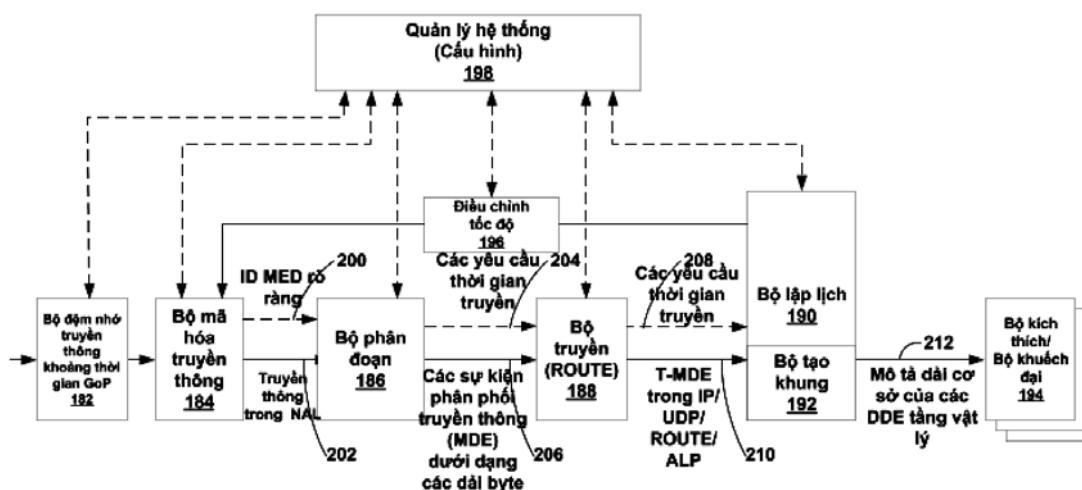 Quản lý hệ thống
(Cấu hình)
198
Điều chỉnh
tốc độ
196
ID MED rõ
ràng
200
Các yêu cầu
thời gian
truyền
204
Các yêu cầu
thời gian
truyền
208
Bộ đệm nhớ
truyền
thông
khoảng thời
gian GoP
182
Bộ mã
hóa
truyền
thông
184
Truyền
thông
trong NAL
202
Bộ phân
đoạn
186
Các sự kiện
phân phối
truyền thông
(MDE)
dưới dạng
các dải byte
206
Bộ
truyền
(ROUTE)
188
T-MDE
trong IP/
UDP/
ROUTE/
ALP
210
Bộ lập lịch
190
Bộ tạo
khung
192
212
Mô tả dải cơ
sở của các
DDE tầng vật
lý
Bộ kích
thích/
Bộ khuếch
đại
194